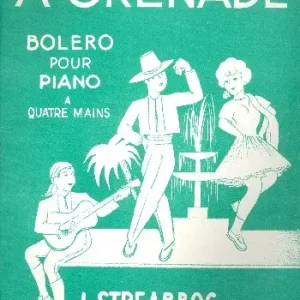 A GRENADE
BOLERO
POUR
PIANO
A
QUATRE MAINS
J. STREABBOG